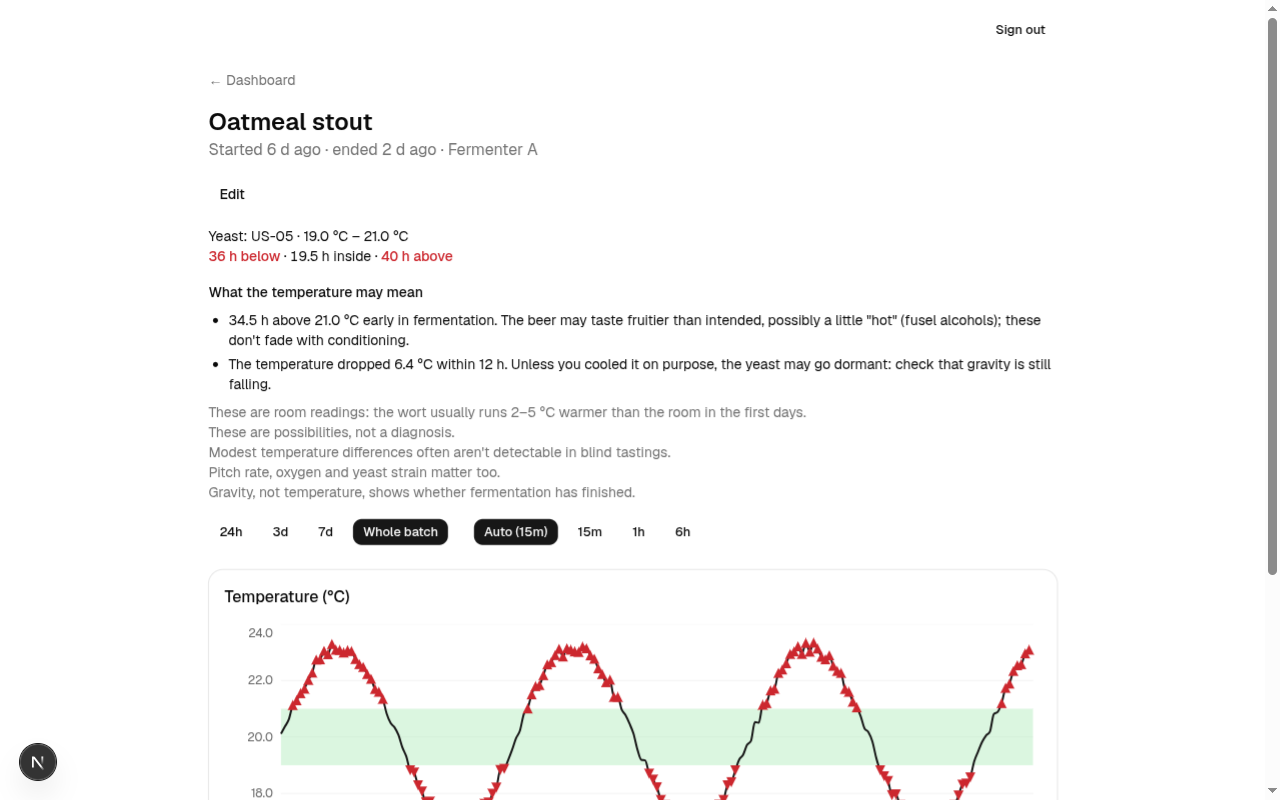 Sign out
← Dashboard
Oatmeal stout
Started 6 d ago · ended 2 d ago · Fermenter A
Edit
Yeast: US-05 · 19.0 °C – 21.0 °C
36 h below · 19.5 h inside · 40 h above
What the temperature may mean
• 34.5 h above 21.0 °C early in fermentation. The beer may taste fruitier than intended, possibly a little "hot" (fusel alcohols); these
don't fade with conditioning.
• The temperature dropped 6.4 °C within 12 h. Unless you cooled it on purpose, the yeast may go dormant: check that gravity is still
falling.
These are room readings: the wort usually runs 2–5 °C warmer than the room in the first days.
These are possibilities, not a diagnosis.
Modest temperature differences often aren't detectable in blind tastings.
Pitch rate, oxygen and yeast strain matter too.
Gravity, not temperature, shows whether fermentation has finished.
24h 3d 7d Whole batch Auto (15m) 15m 1h 6h
Temperature (°C)
24.0
22.0
20.0
18.0
N